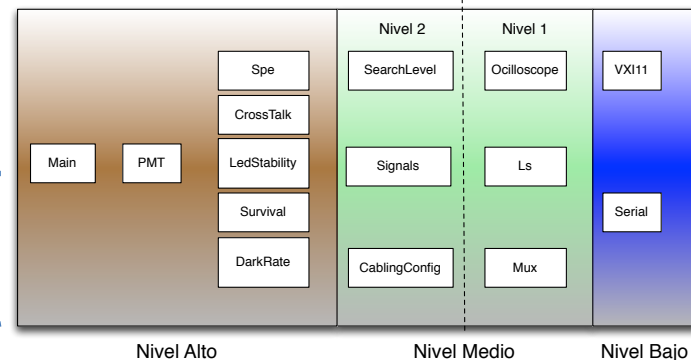 Nivel 2
Nivel 1
Spe
SearchLevel
Ocilloscope
VXI11
CrossTalk
Main
PMT
LedStability
Signals
Ls
Survival
Serial
DarkRate
CablingConfig
Mux
Nivel Alto
Nivel Medio
Nivel Bajo